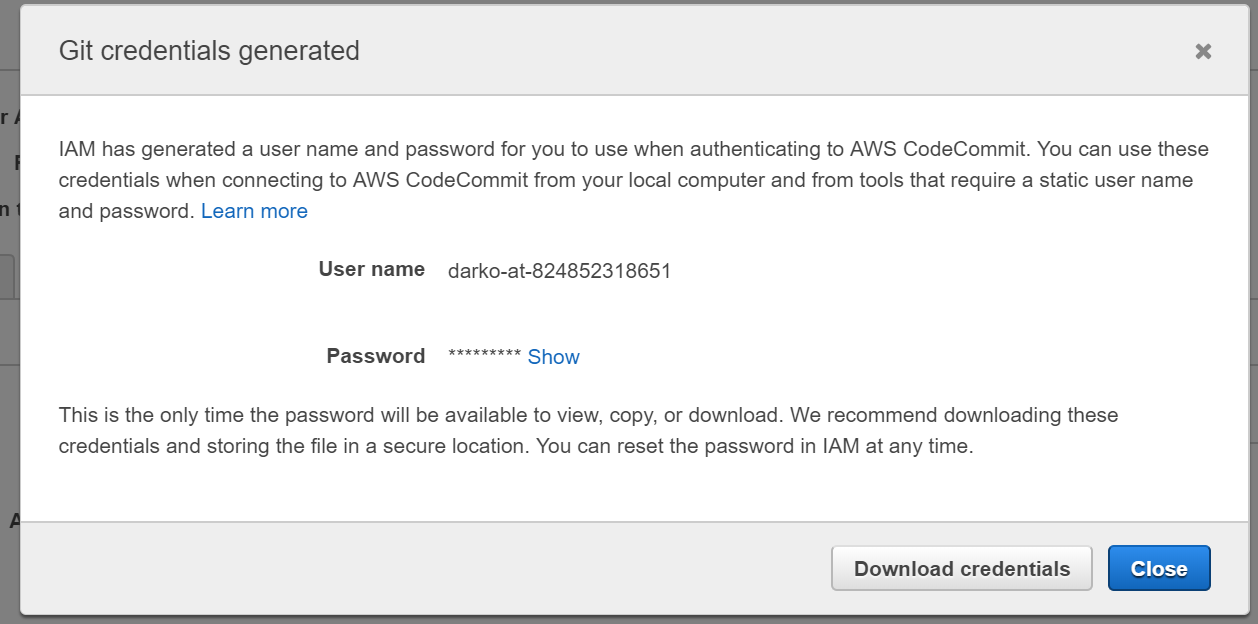 Git credentials generated
IAM has generated a user name and password for you to use when authenticating to AWS CodeCommit. You can use these
credentials when connecting to AWS CodeCommit from your local computer and from tools that require a static user name
and password. Learn more
User name darko-at-824852318651
Password ********* Show
This is the only time the password will be available to view, copy, or download. We recommend downloading these
credentials and storing the file in a secure location. You can reset the password in IAM at any time.
Download credentials Close